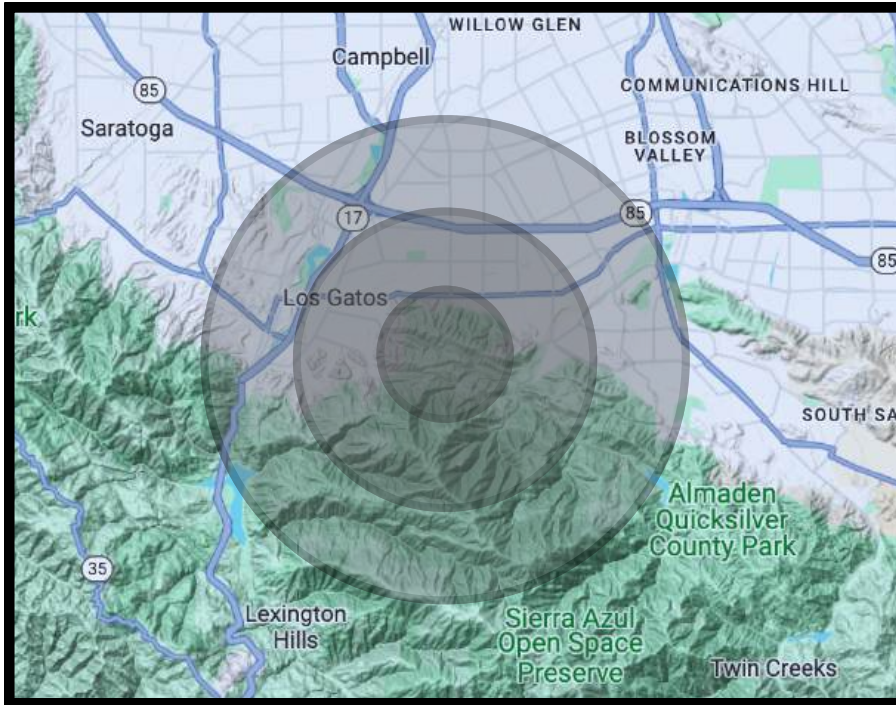 WILLOW GLEN
Campbell
85
COMMUNICATIONS HILL
Saratoga
BLOSSOM
VALLEY
17
85
85
Los Gatos
rk
SOUTH SA
Almaden
Quicksilver
County Park
35
Lexington
Hills
Sierra Azul
Open Space
Preserve
Twin Creeks